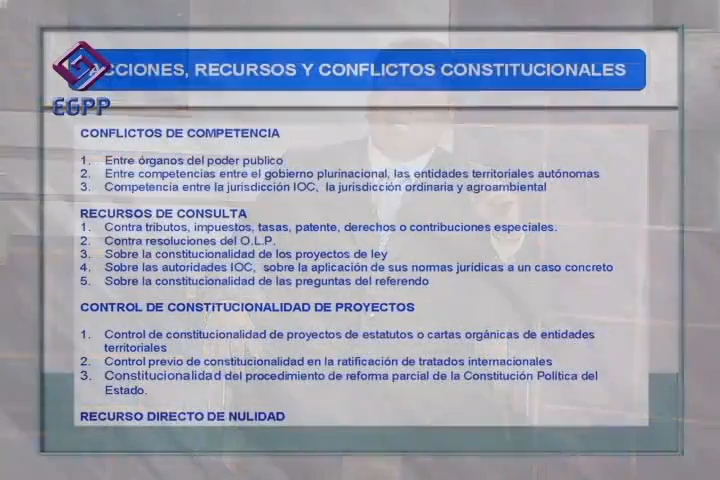 ACCIONES, RECURSOS Y CONFLICTOS CONSTITUCIONALES
EGPP
CONFLICTOS DE COMPETENCIA
1. Entre órganos del poder publico
2. Entre competencias entre el gobierno plurinacional, las entidades territoriales autónomas
3. Competencia entre la jurisdicción IOC, la jurisdicción ordinaria y agroambiental
RECURSOS DE CONSULTA
1. Contra tributos, impuestos, tasas, patente, derechos o contribuciones especiales.
2. Contra resoluciones del O.L.P.
3. Sobre la constitucionalidad de los proyectos de ley
4. Sobre las autoridades IOC, sobre la aplicación de sus normas jurídicas a un caso concreto
5. Sobre la constitucionalidad de las preguntas del referendo
CONTROL DE CONSTITUCIONALIDAD DE PROYECTOS
1. Control de constitucionalidad de proyectos de estatutos o cartas orgánicas de entidades
territoriales
2. Control previo de constitucionalidad en la ratificación de tratados internacionales
3. Constitucionalidad del procedimiento de reforma parcial de la Constitución Política del
Estado.
RECURSO DIRECTO DE NULIDAD